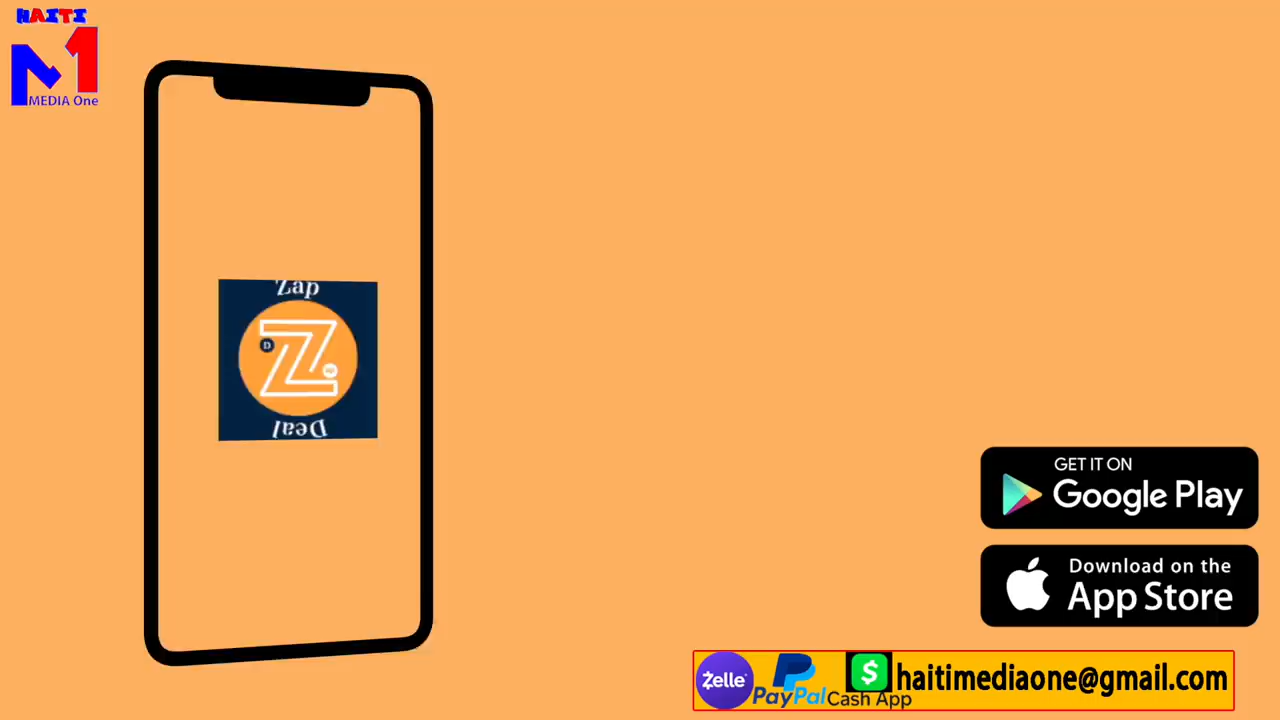 HAITI
M1
MEDIA One
Zap
D
Z
Deal
GET IT ON
Google Play
Download on the
App Store
Zelle
PayPal
$
Cash App
haitimediaone@gmail.com